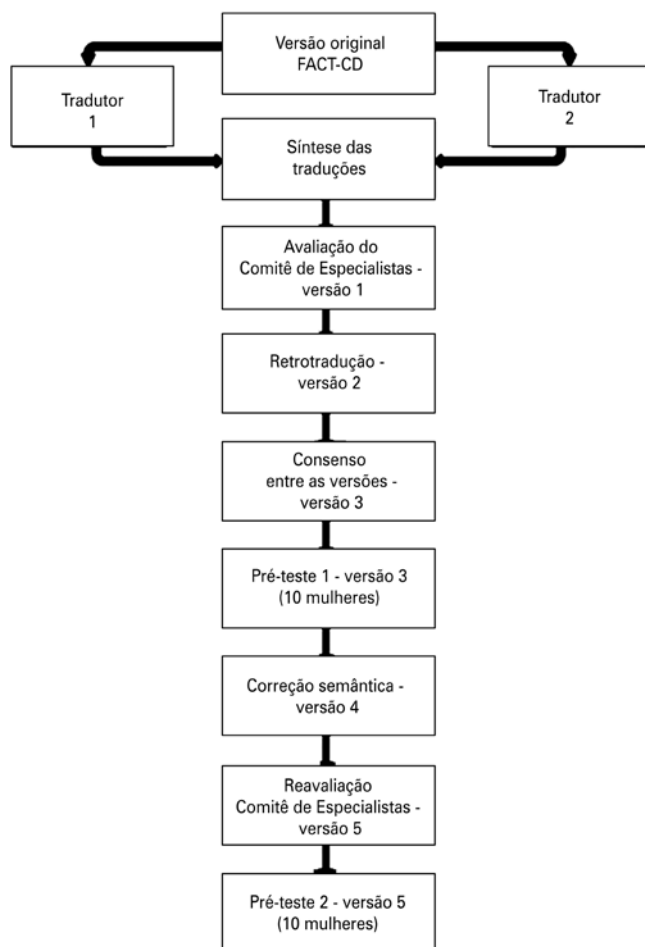 Versão original
FACT-CD
Tradutor
1
Tradutor
2
Síntese das
traduções
Avaliação do
Comitê de Especialistas -
versão 1
Retrotradução -
versão 2
Consenso
entre as versões -
versão 3
Pré-teste 1 - versão 3
(10 mulheres)
Correção semântica -
versão 4
Reavaliação
Comitê de Especialistas -
versão 5
Pré-teste 2 - versão 5
(10 mulheres)